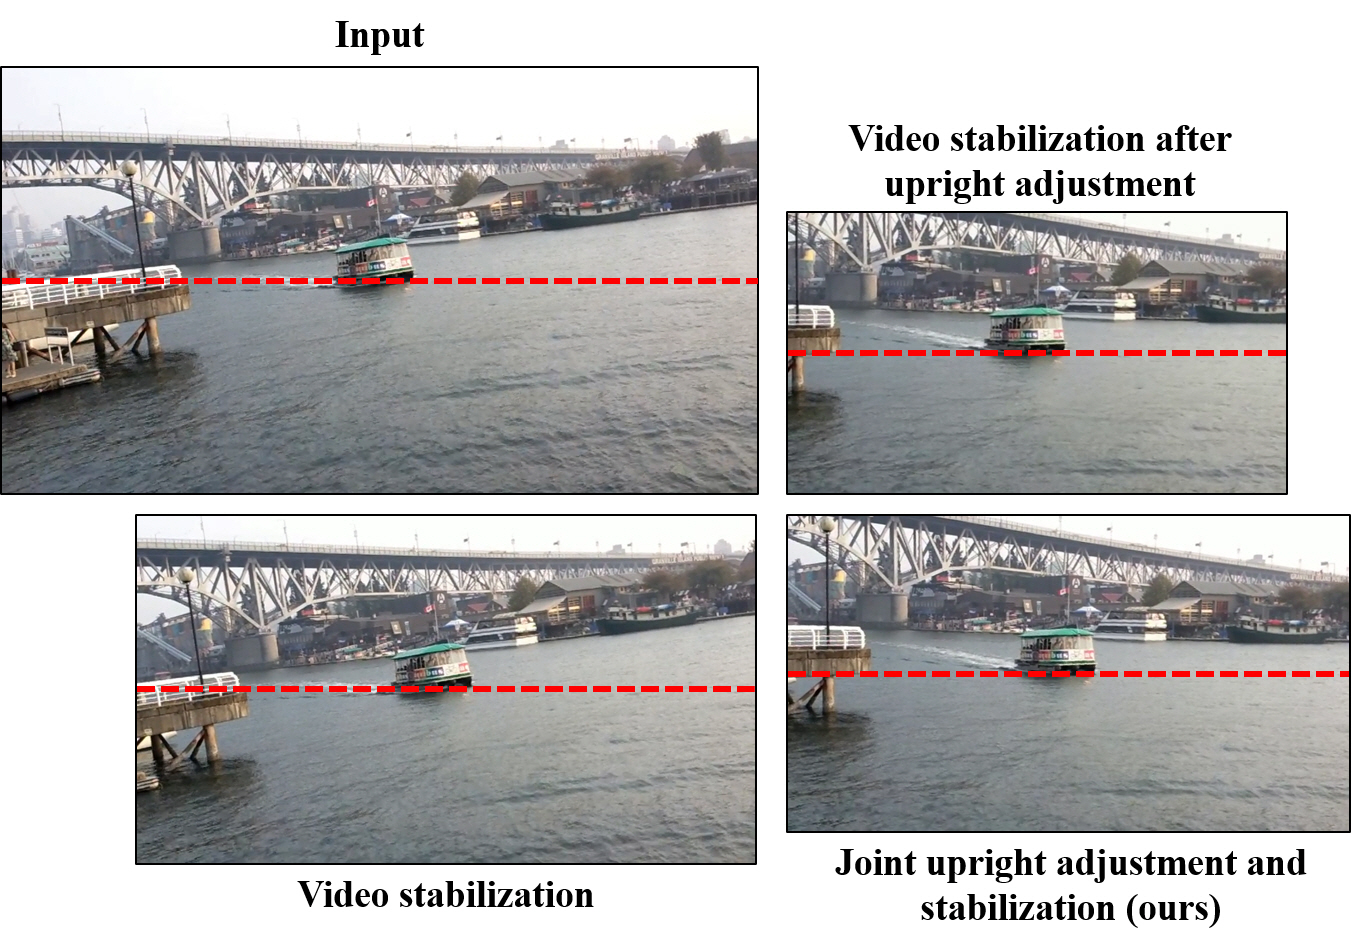 Input
Video stabilization after
upright adjustment
Video stabilization
Joint upright adjustment and
stabilization (ours)